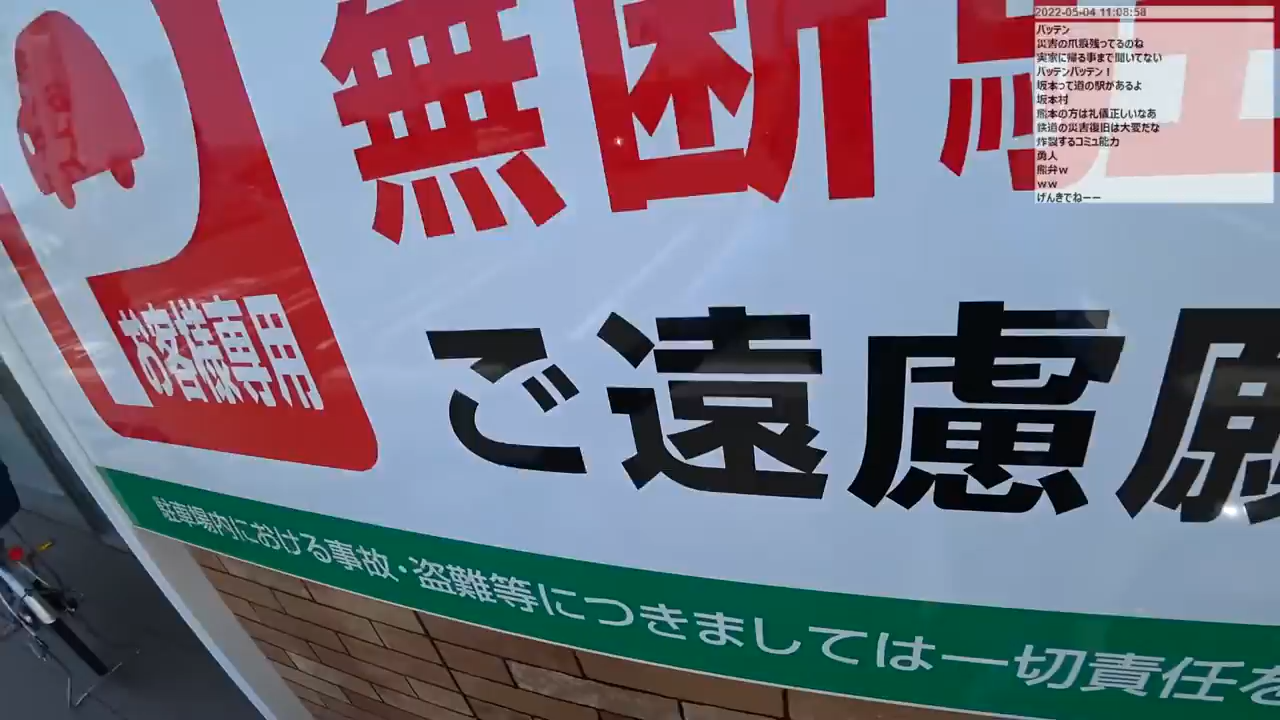 2022-05-04 11:08:58
バッテン
災害の爪痕残ってるのね
実家に帰る事まで聞いてない
バッテンバッテン！
坂本って道の駅があるよ
坂本村
熊本の方は礼儀正しいなあ
鉄道の災害復旧は大変だな
炸裂するコミュ能力
勇人
熊弁w
ww
げんきでねーー
無断駐
お客様専用
ご遠慮願
駐車場内における事故・盗難等につきましては一切責任を